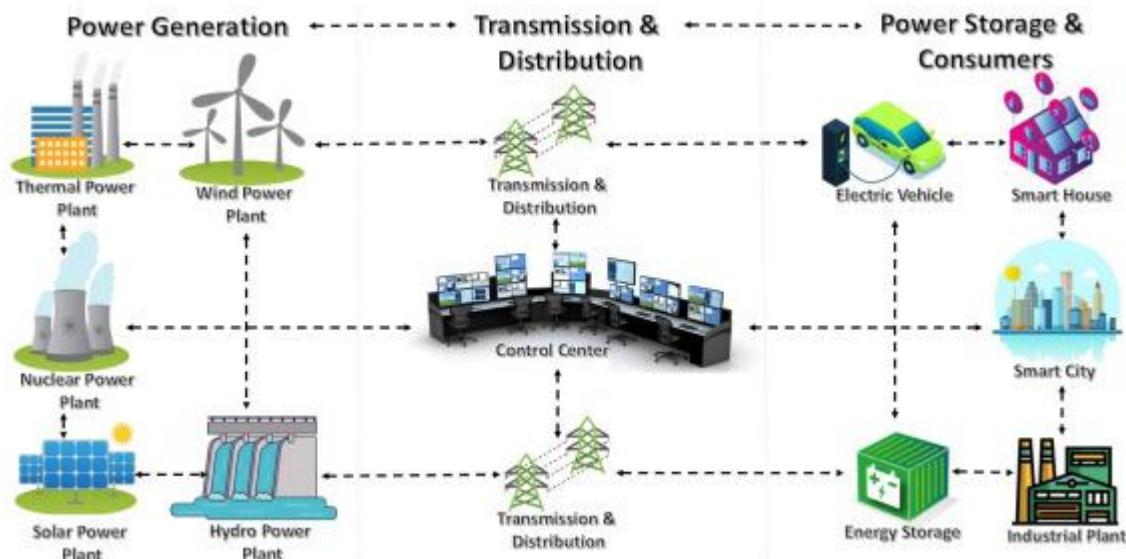 Power Generation
Transmission &
Distribution
Power Storage &
Consumers
Thermal Power
Plant
Wind Power
Plant
Transmission &
Distribution
Electric Vehicle
Smart House
Nuclear Power
Plant
Control Center
Smart City
Solar Power
Plant
Hydro Power
Plant
Transmission &
Distribution
Energy Storage
Industrial Plant